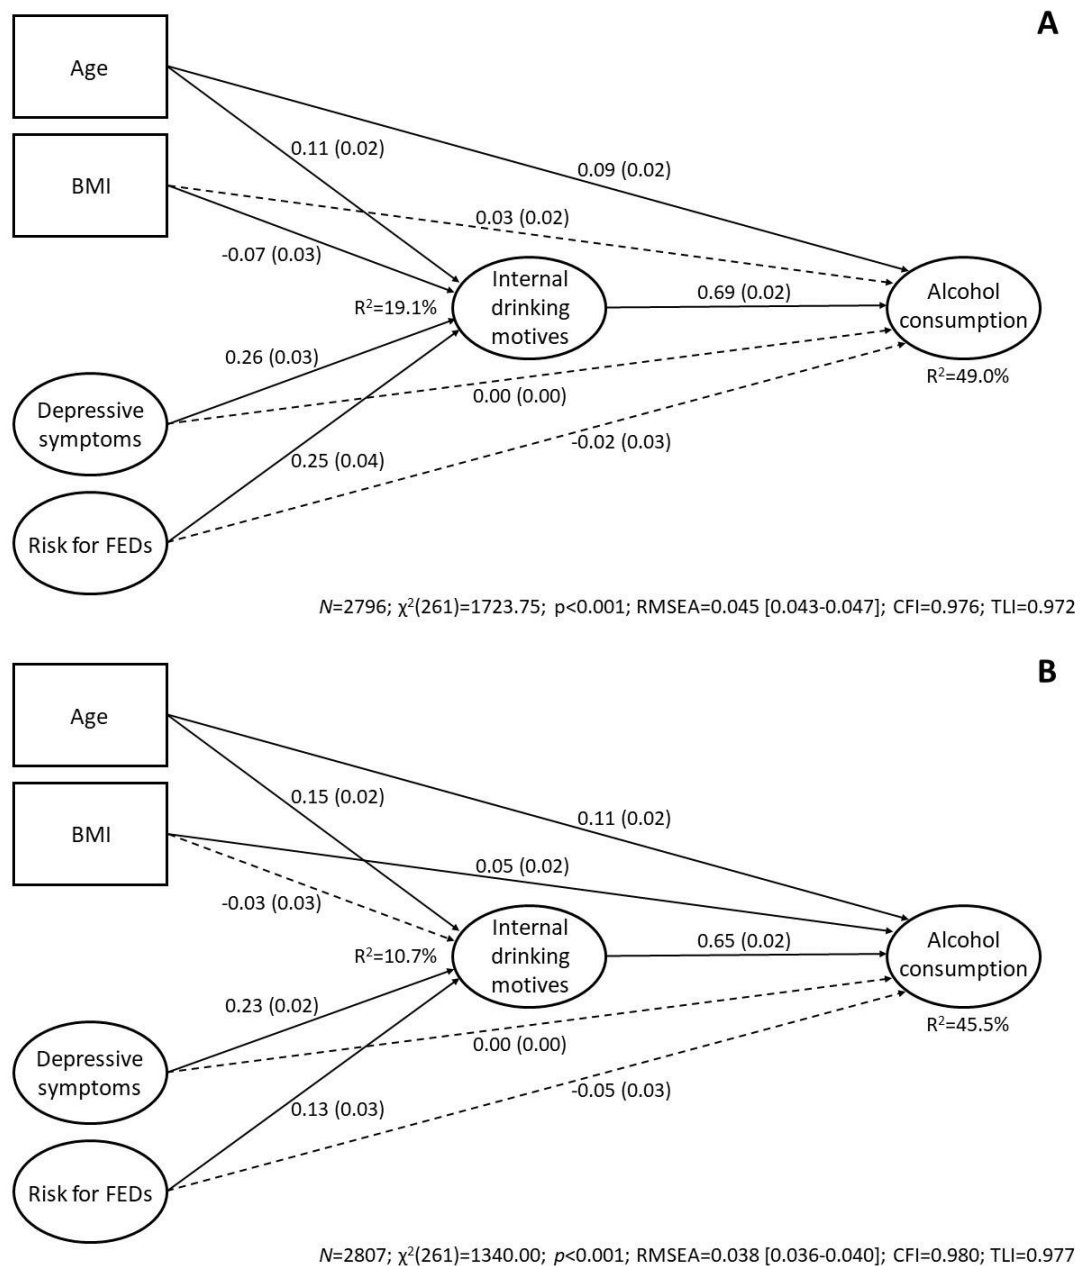 A
Age
0.11 (0.02)
0.09 (0.02)
BMI
0.03 (0.02)
-0.07 (0.03)
Internal
drinking
motives
R²=19.1%
0.69 (0.02)
Alcohol
consumption
R²=49.0%
0.26 (0.03)
0.00 (0.00)
Depressive
symptoms
-0.02 (0.03)
0.25 (0.04)
Risk for FEDs
N=2796; χ²(261)=1723.75; p<0.001; RMSEA=0.045 [0.043-0.047]; CFI=0.976; TLI=0.972
B
Age
0.15 (0.02)
0.11 (0.02)
BMI
0.05 (0.02)
-0.03 (0.03)
Internal
drinking
motives
R²=10.7%
0.65 (0.02)
Alcohol
consumption
R²=45.5%
0.23 (0.02)
0.00 (0.00)
Depressive
symptoms
-0.05 (0.03)
0.13 (0.03)
Risk for FEDs
N=2807; χ²(261)=1340.00; p<0.001; RMSEA=0.038 [0.036-0.040]; CFI=0.980; TLI=0.977